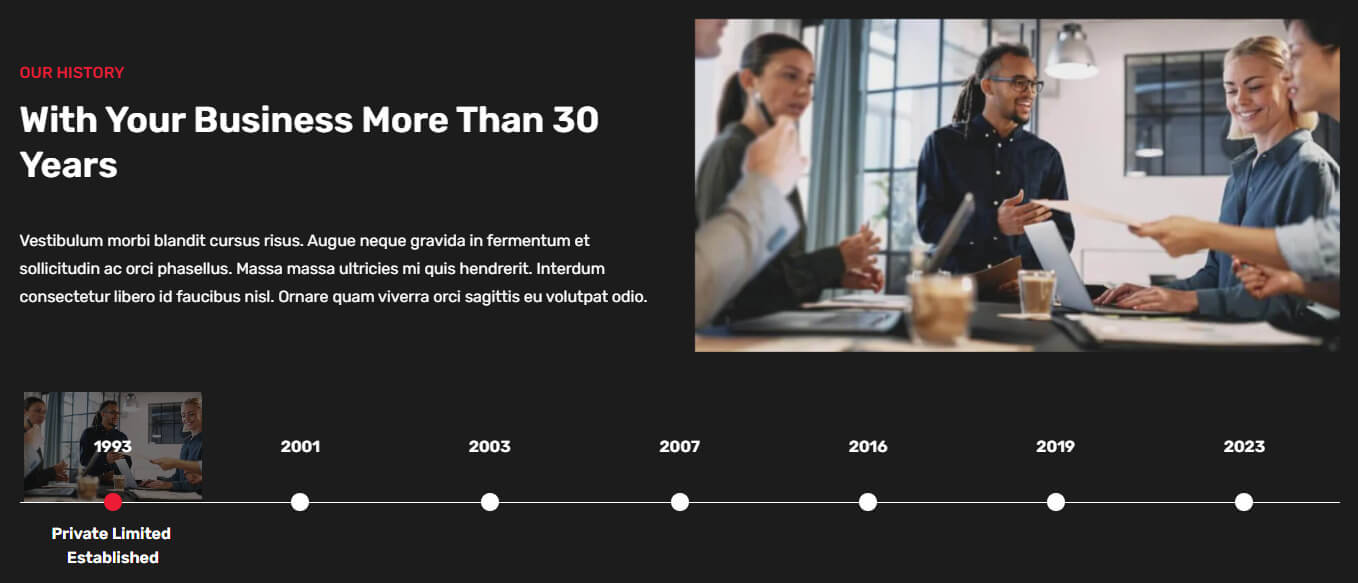 OUR HISTORY
With Your Business More Than 30
Years
Vestibulum morbi blandit cursus risus. Augue neque gravida in fermentum et
sollicitudin ac orci phasellus. Massa massa ultricies mi quis hendrerit. Interdum
consectetur libero id faucibus nisl. Ornare quam viverra orci sagittis eu volutpat odio.
1993 2001 2003 2007 2016 2019 2023
Private Limited
Established